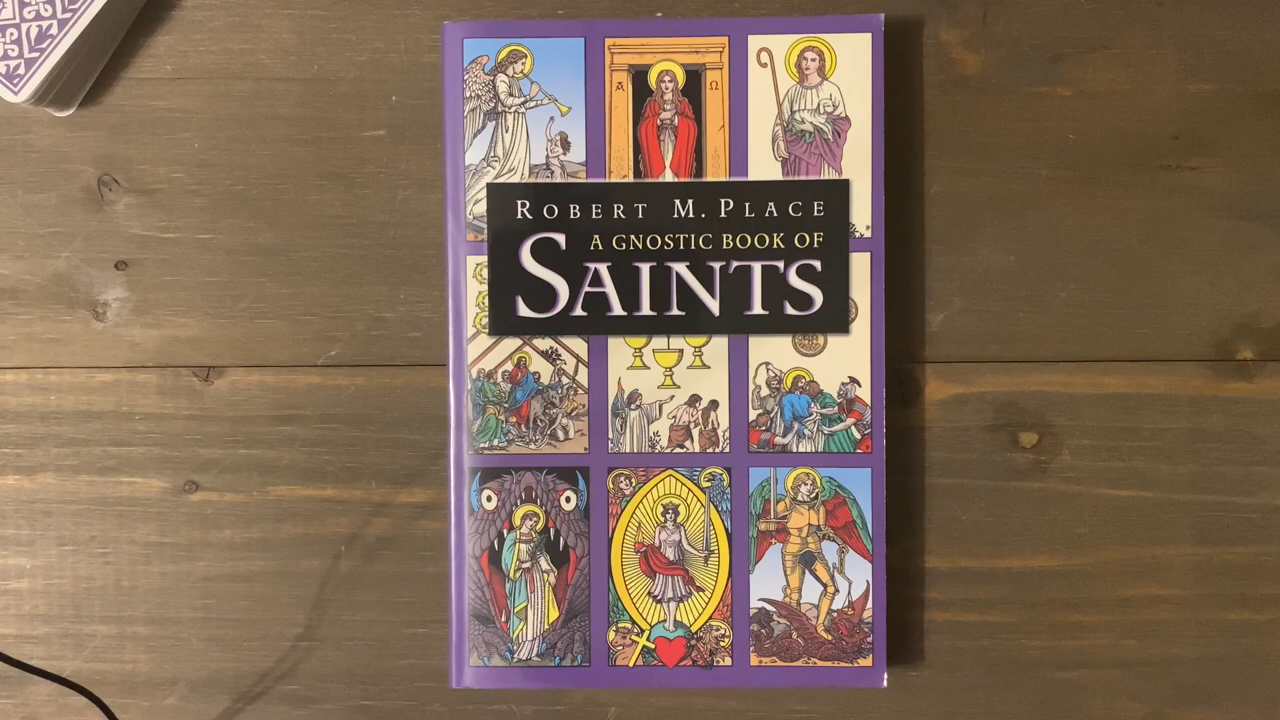 Α Ω
ROBERT M. PLACE
A GNOSTIC BOOK OF
SAINTS